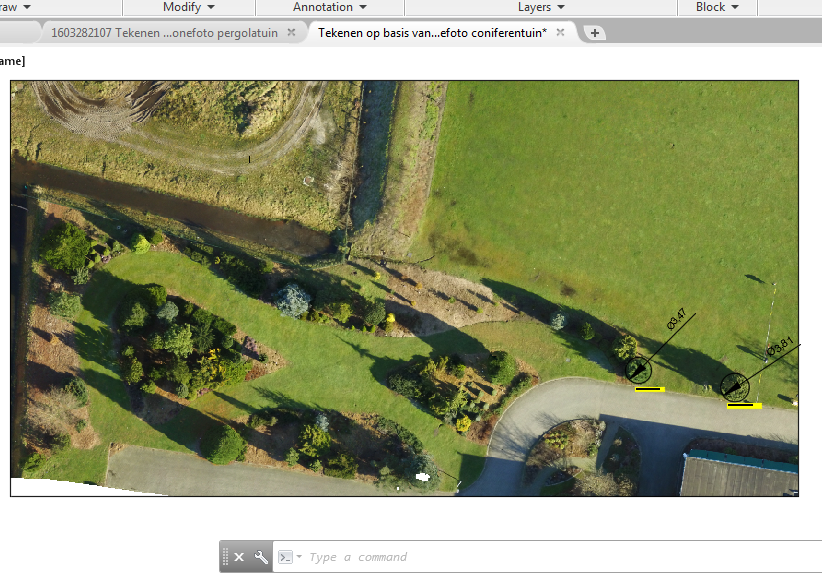 raw Modify Annotation Layers Block
1603282107 Tekenen ...onefoto pergolatuin Tekenen op basis van...efoto coniferentuin*
ame]
Ø3,47
Ø3,81
Type a command